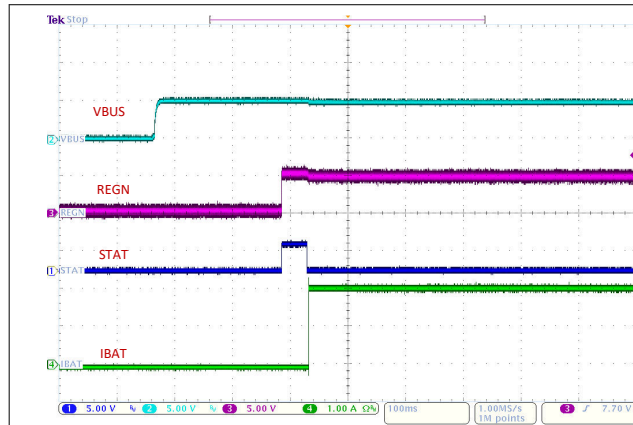 Tek Stop
VBUS
2 VBUS
REGN
3 REGN
STAT
1 STAT
IBAT
4 IBAT
1 5.00 V 2 5.00 V 3 5.00 V 4 1.00 A Ω 100ms 1.00MS/s 3 7.70 V
1M points